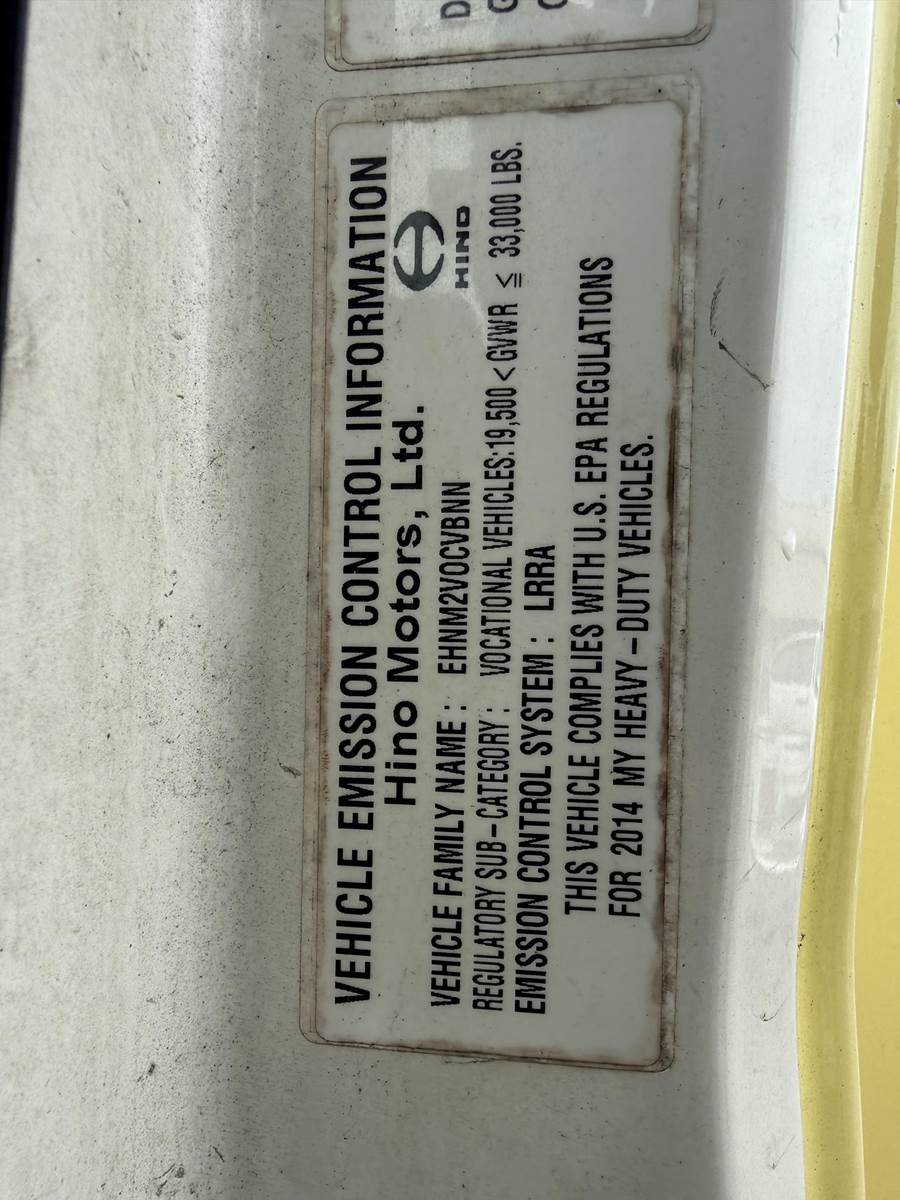 VEHICLE EMISSION CONTROL INFORMATION
Hino Motors, Ltd.
HINO
VEHICLE FAMILY NAME : EHNM2VOCVBNN
REGULATORY SUB-CATEGORY : VOCATIONAL VEHICLES:19,500 < GVWR ≦ 33,000 LBS.
EMISSION CONTROL SYSTEM : LRRA
THIS VEHICLE COMPLIES WITH U.S. EPA REGULATIONS
FOR 2014 MY HEAVY-DUTY VEHICLES.